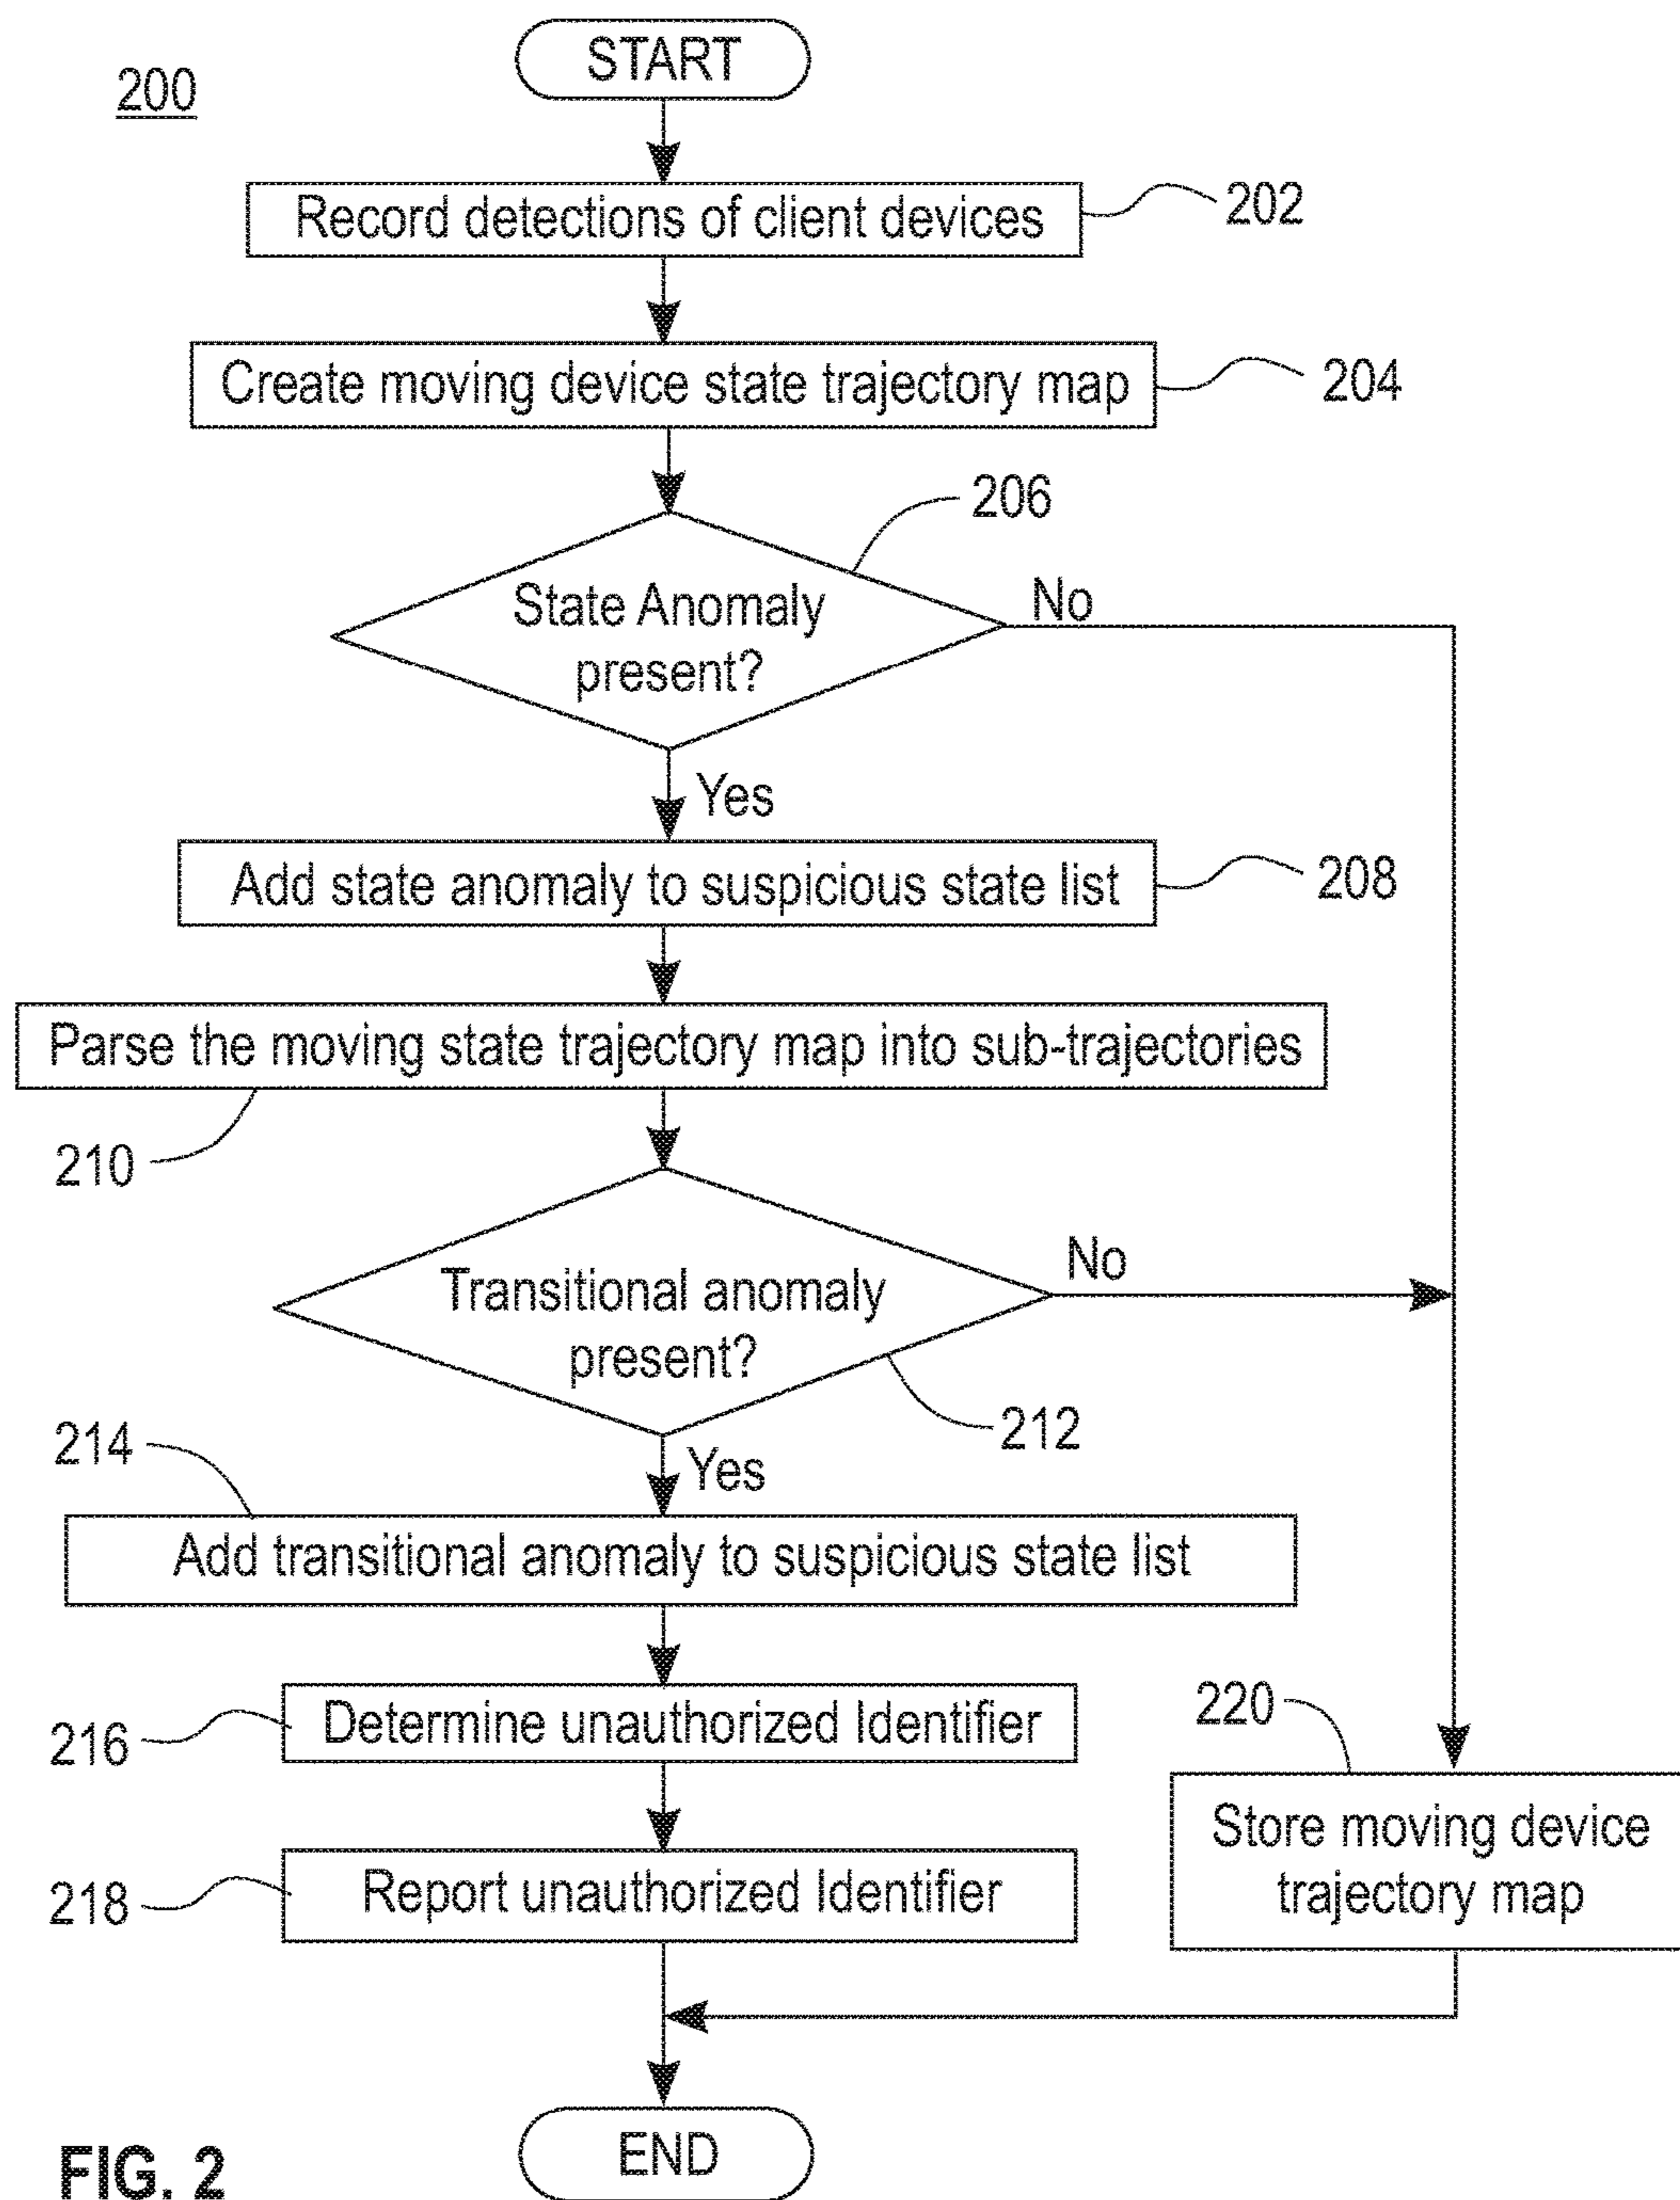 START
200
Record detections of client devices
202
Create moving device state trajectory map
204
206
State Anomaly
present?
No
Yes
Add state anomaly to suspicious state list
208
Parse the moving state trajectory map into sub-trajectories
210
Transitional anomaly
present?
No
212
214
Yes
Add transitional anomaly to suspicious state list
Determine unauthorized Identifier
216
220
Store moving device
trajectory map
Report unauthorized Identifier
218
END
FIG. 2